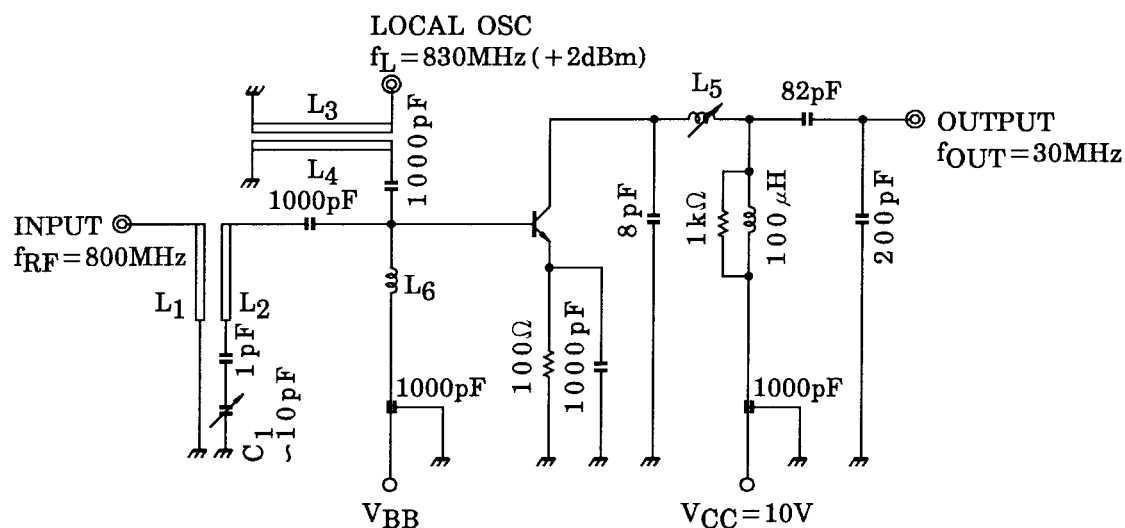 LOCAL OSC
fL=830MHz (+2dBm)
L3
L4
1000pF
1000pF
INPUT
fRF=800MHz
L1
L2
1pF
C1
~10pF
L6
1000pF
VBB
100Ω
1000pF
8pF
L5
82pF
1kΩ
100μH
200pF
OUTPUT
fOUT=30MHz
1000pF
VCC=10V